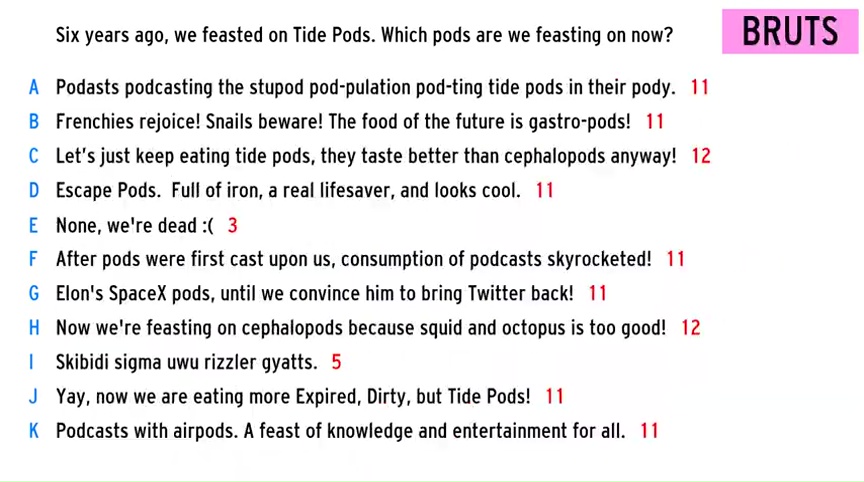 Six years ago, we feasted on Tide Pods. Which pods are we feasting on now?
BRUTS
A Podasts podcasting the stupod pod-pulation pod-ting tide pods in their pody. 11
B Frenchies rejoice! Snails beware! The food of the future is gastro-pods! 11
C Let's just keep eating tide pods, they taste better than cephalopods anyway! 12
D Escape Pods. Full of iron, a real lifesaver, and looks cool. 11
E None, we're dead :( 3
F After pods were first cast upon us, consumption of podcasts skyrocketed! 11
G Elon's SpaceX pods, until we convince him to bring Twitter back! 11
H Now we're feasting on cephalopods because squid and octopus is too good! 12
I Skibidi sigma uwu rizzler gyatts. 5
J Yay, now we are eating more Expired, Dirty, but Tide Pods! 11
K Podcasts with airpods. A feast of knowledge and entertainment for all. 11